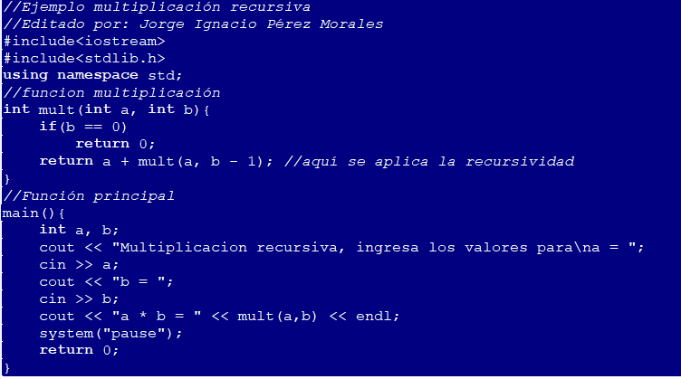 //Ejemplo multiplicación recursiva
//Editado por: Jorge Ignacio Pérez Morales
#include<iostream>
#include<stdlib.h>
using namespace std;
//funcion multiplicación
int mult(int a, int b){
    if(b == 0)
        return 0;
    return a + mult(a, b - 1); //aqui se aplica la recursividad
}
//Función principal
main(){
    int a, b;
    cout << "Multiplicacion recursiva, ingresa los valores para\na = ";
    cin >> a;
    cout << "b = ";
    cin >> b;
    cout << "a * b = " << mult(a,b) << endl;
    system("pause");
    return 0;
}